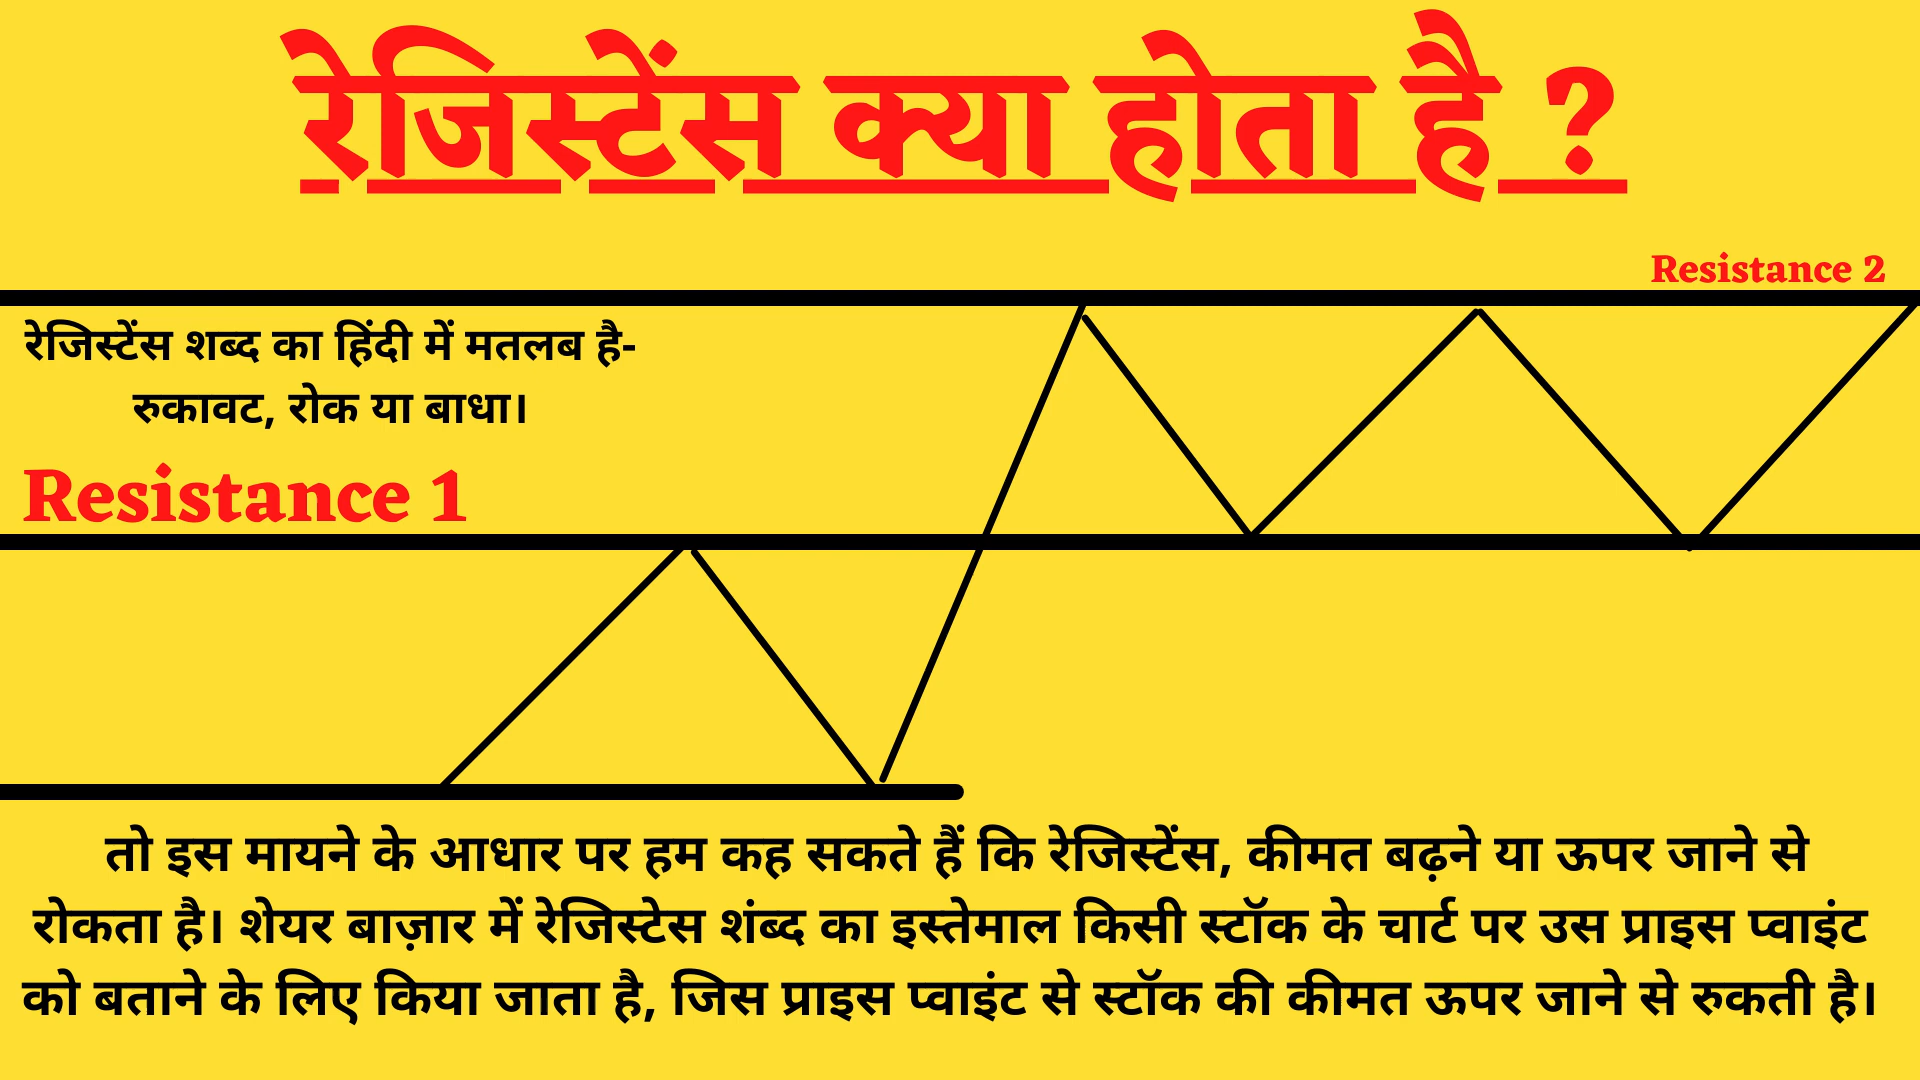 रेजिस्टेंस क्या होता है ?
Resistance 2
रेजिस्टेंस शब्द का हिंदी में मतलब है-
रुकावट, रोक या बाधा।
Resistance 1
तो इस मायने के आधार पर हम कह सकते हैं कि रेजिस्टेंस, कीमत बढ़ने या ऊपर जाने से
रोकता है। शेयर बाज़ार में रेजिस्टेस शंब्द का इस्तेमाल किसी स्टॉक के चार्ट पर उस प्राइस प्वाइंट
को बताने के लिए किया जाता है, जिस प्राइस प्वाइंट से स्टॉक की कीमत ऊपर जाने से रुकती है।